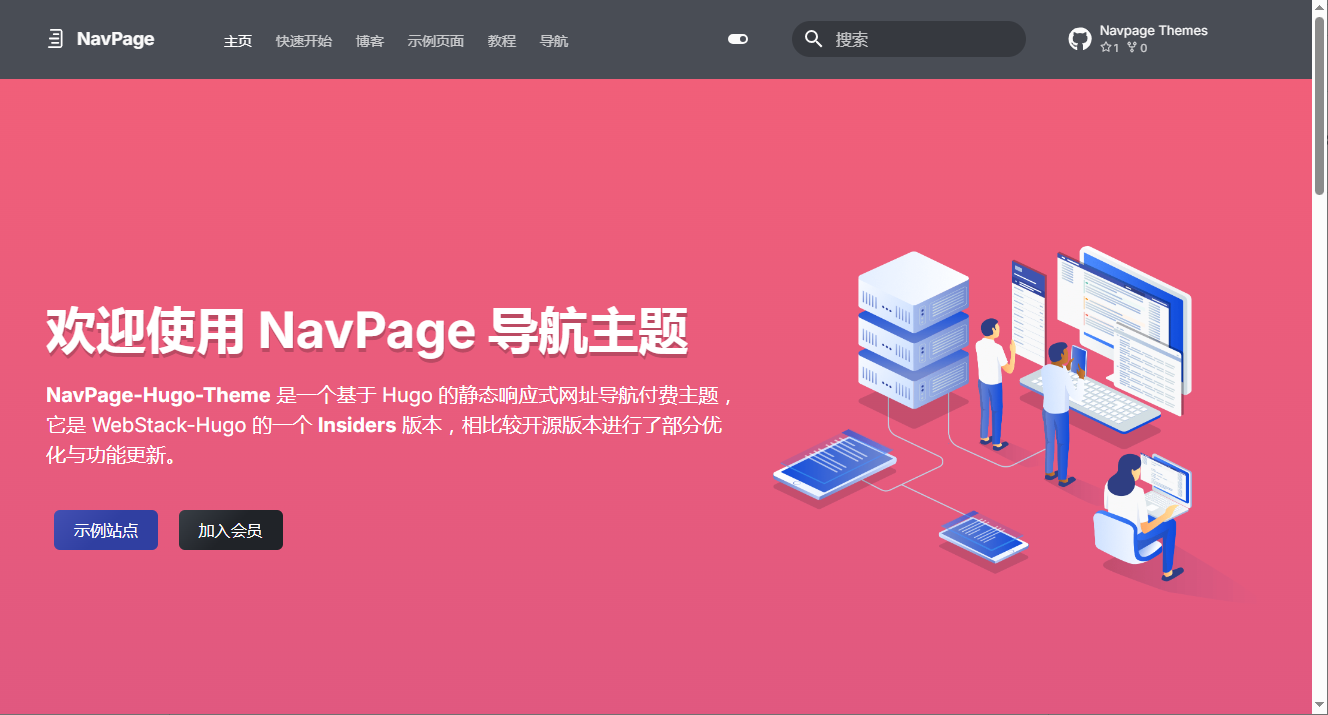 NavPage
主页 快速开始 博客 示例页面 教程 导航
搜索
Navpage Themes
1 0
欢迎使用 NavPage 导航主题
NavPage-Hugo-Theme 是一个基于 Hugo 的静态响应式网址导航付费主题，
它是 WebStack-Hugo 的一个 Insiders 版本，相比较开源版本进行了部分优
化与功能更新。
示例站点 加入会员